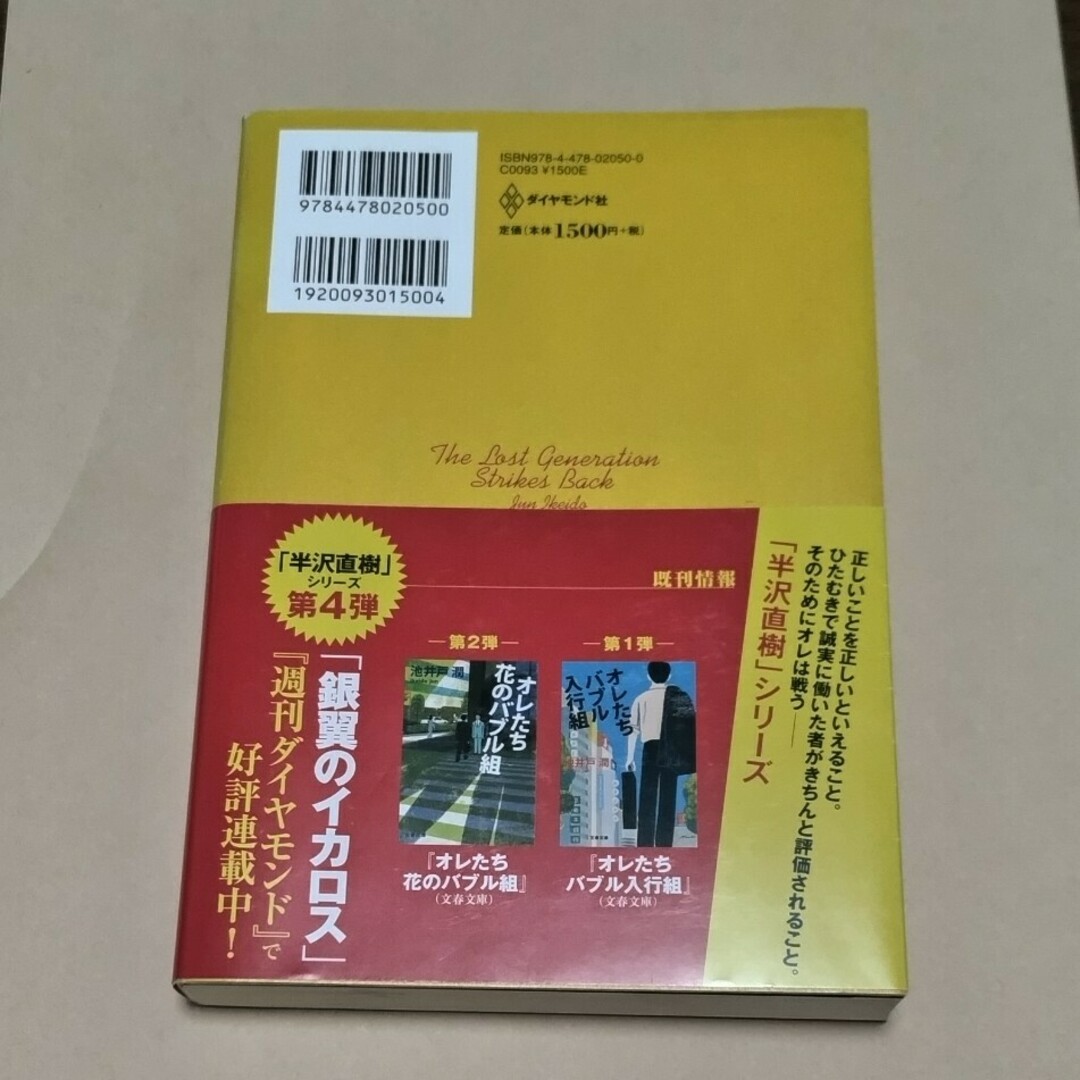 9784478020500
1920093015004
ISBN978-4-478-02050-0
C0093 ¥1500E
ダイヤモンド社
定価(本体1500円+税)
The Lost Generation
Strikes Back
Jun Ikeido
正しいことを正しいといえること。
ひたむきで誠実に働いた者がきちんと評価されること。
そのためにオレは戦う――
「半沢直樹」シリーズ
既刊情報
第1弾
オレたち
バブル
入行組
池井戸 潤
『オレたち
バブル入行組』
(文春文庫)
第2弾
池井戸 潤
オレたち
花のバブル組
『オレたち
花のバブル組』
(文春文庫)
「半沢直樹」
シリーズ
第4弾
「銀翼のイカロス」
『週刊ダイヤモンド』で
好評連載中!